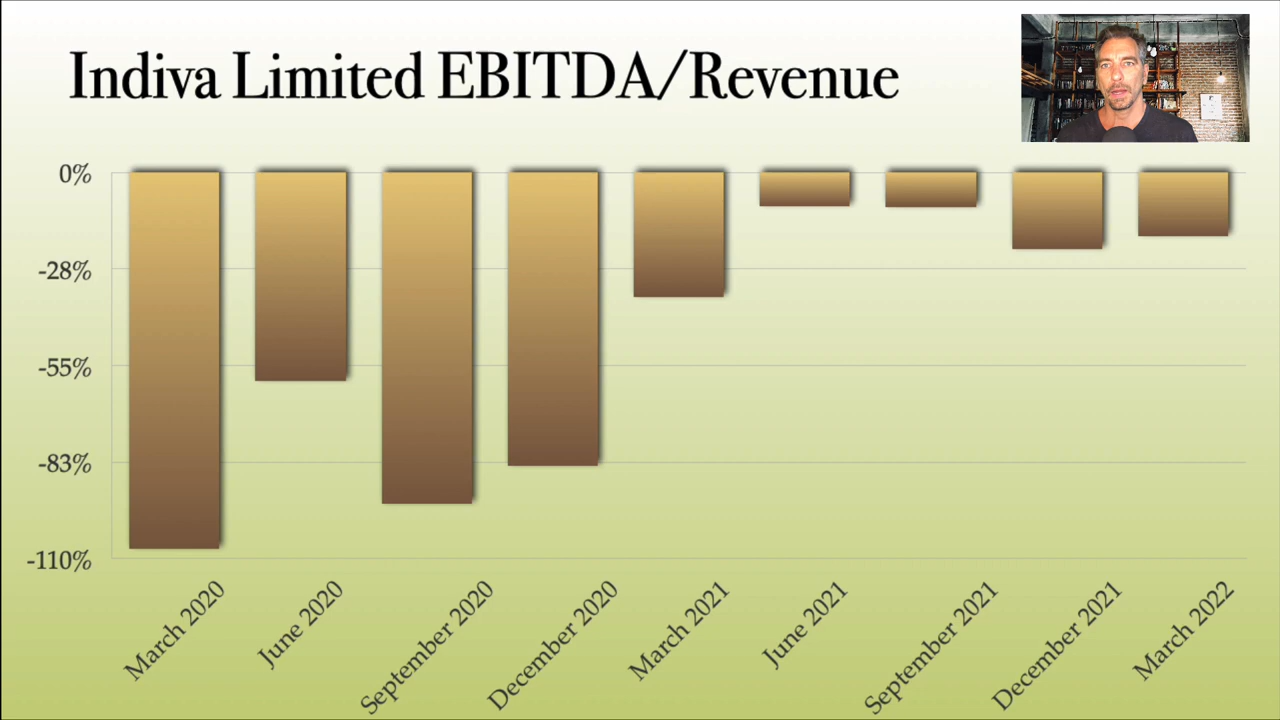 Indiva Limited EBITDA/Revenue
0%
-28%
-55%
-83%
-110%
March 2020
June 2020
September 2020
December 2020
March 2021
June 2021
September 2021
December 2021
March 2022